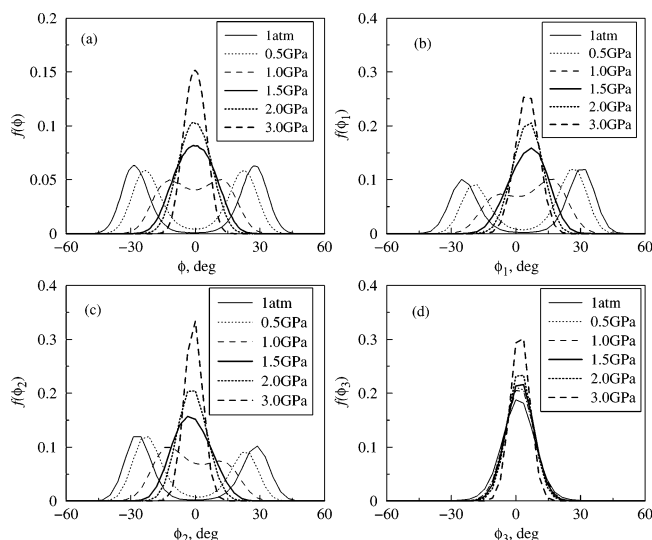 (a)
1atm
0.5GPa
1.0GPa
1.5GPa
2.0GPa
3.0GPa
0.2
0.15
0.1
0.05
0
f(ϕ)
−60 −30 0 30 60
ϕ, deg
(b)
1atm
0.5GPa
1.0GPa
1.5GPa
2.0GPa
3.0GPa
0.4
0.3
0.2
0.1
0
f(ϕ₁)
−60 −30 0 30 60
ϕ₁, deg
(c)
1atm
0.5GPa
1.0GPa
1.5GPa
2.0GPa
3.0GPa
0.4
0.3
0.2
0.1
0
f(ϕ₂)
−60 −30 0 30 60
ϕ₂, deg
(d)
1atm
0.5GPa
1.0GPa
1.5GPa
2.0GPa
3.0GPa
0.4
0.3
0.2
0.1
0
f(ϕ₃)
−60 −30 0 30 60
ϕ₃, deg